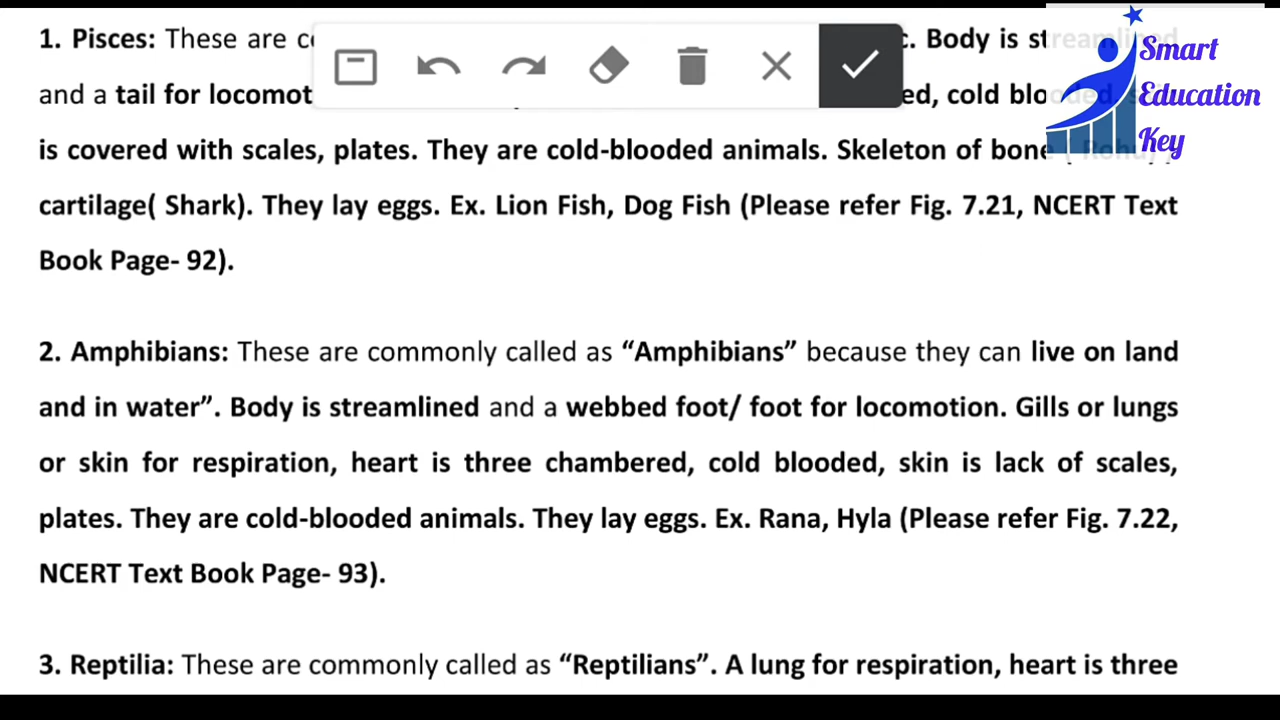 1. Pisces: These are c. Body is streamlined
and a tail for locomot ed, cold blooded,
is covered with scales, plates. They are cold-blooded animals. Skeleton of bone ( Rohu)
cartilage( Shark). They lay eggs. Ex. Lion Fish, Dog Fish (Please refer Fig. 7.21, NCERT Text
Book Page- 92).
2. Amphibians: These are commonly called as “Amphibians” because they can live on land
and in water”. Body is streamlined and a webbed foot/ foot for locomotion. Gills or lungs
or skin for respiration, heart is three chambered, cold blooded, skin is lack of scales,
plates. They are cold-blooded animals. They lay eggs. Ex. Rana, Hyla (Please refer Fig. 7.22,
NCERT Text Book Page- 93).
3. Reptilia: These are commonly called as “Reptilians”. A lung for respiration, heart is three
Smart
Education
Key